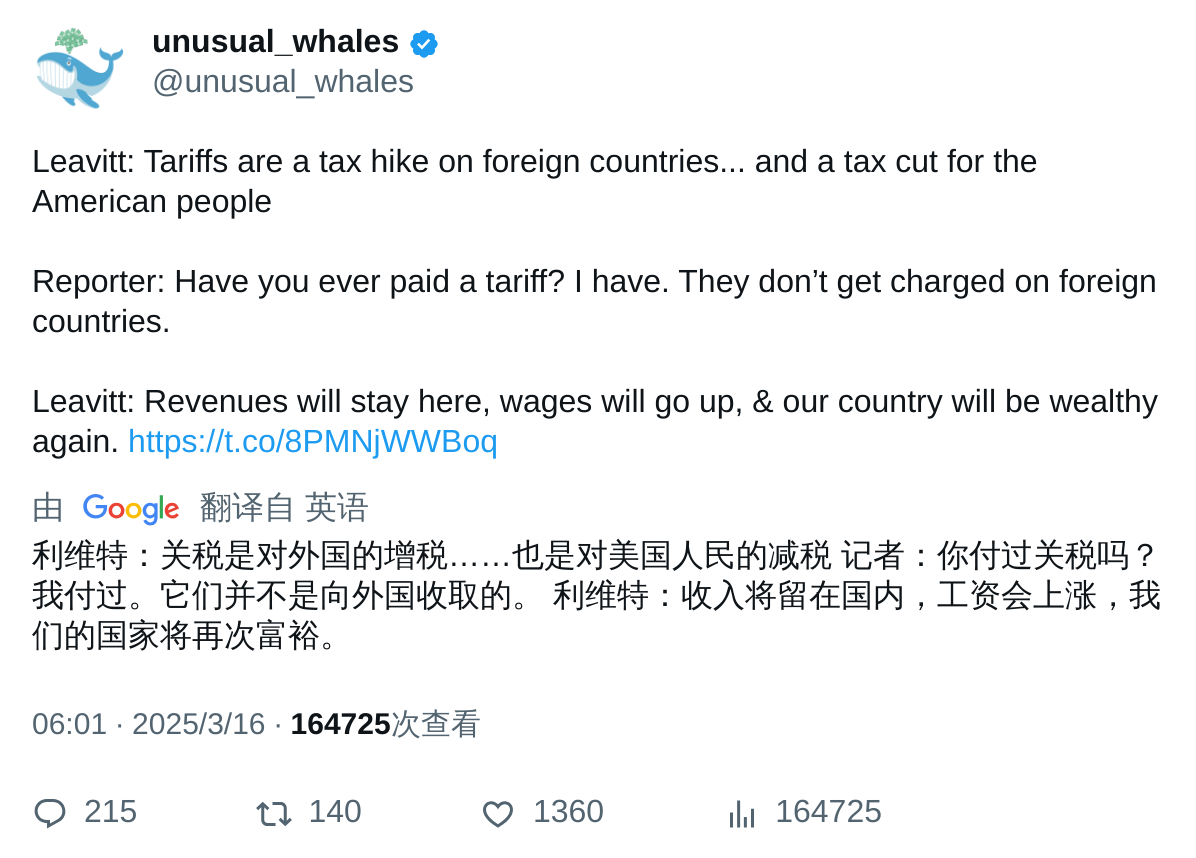 unusual_whales
@unusual_whales
Leavitt: Tariffs are a tax hike on foreign countries... and a tax cut for the
American people
Reporter: Have you ever paid a tariff? I have. They don’t get charged on foreign
countries.
Leavitt: Revenues will stay here, wages will go up, & our country will be wealthy
again. https://t.co/8PMNjWWBoq
由 Google 翻译自 英语
利维特：关税是对外国的增税……也是对美国人民的减税 记者：你付过关税吗？
我付过。它们并不是向外国收取的。 利维特：收入将留在国内，工资会上涨，我
们的国家将再次富裕。
06:01 · 2025/3/16 · 164725次查看
215 140 1360 164725